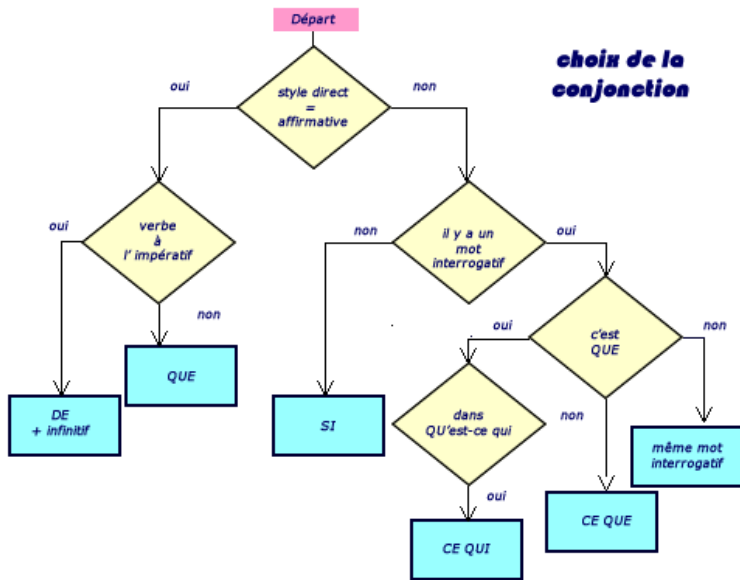 Départ
choix de la
conjonction
oui
style direct
=
affirmative
non
oui
verbe
à
l' impératif
non
il y a un
mot
interrogatif
oui
non
QUE
oui
c'est
QUE
non
DE
+ infinitif
SI
dans
QU'est-ce qui
non
même mot
interrogatif
oui
CE QUI
CE QUE